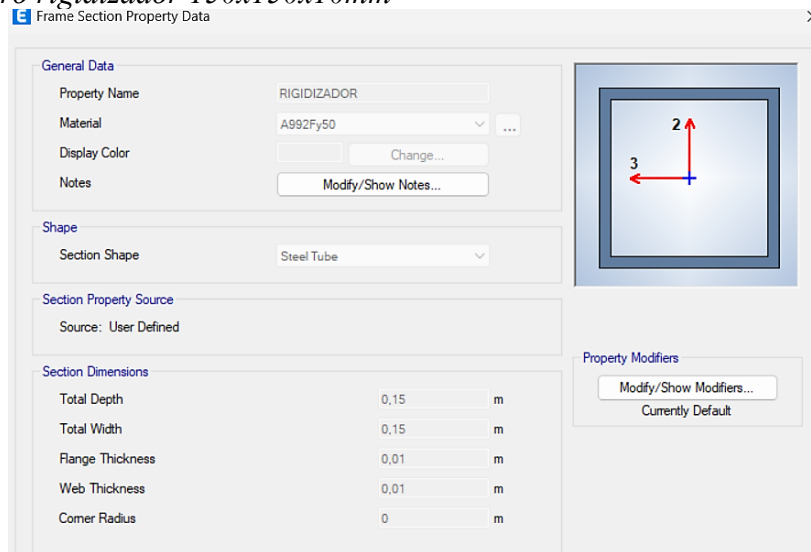 rigidizador 150x150x10mm
E Frame Section Property Data
General Data
Property Name RIGIDIZADOR
Material A992Fy50 ...
Display Color Change...
Notes Modify/Show Notes...
2
3
Shape
Section Shape Steel Tube
Section Property Source
Source: User Defined
Property Modifiers
Modify/Show Modifiers...
Currently Default
Section Dimensions
Total Depth 0,15 m
Total Width 0,15 m
Flange Thickness 0,01 m
Web Thickness 0,01 m
Corner Radius 0 m